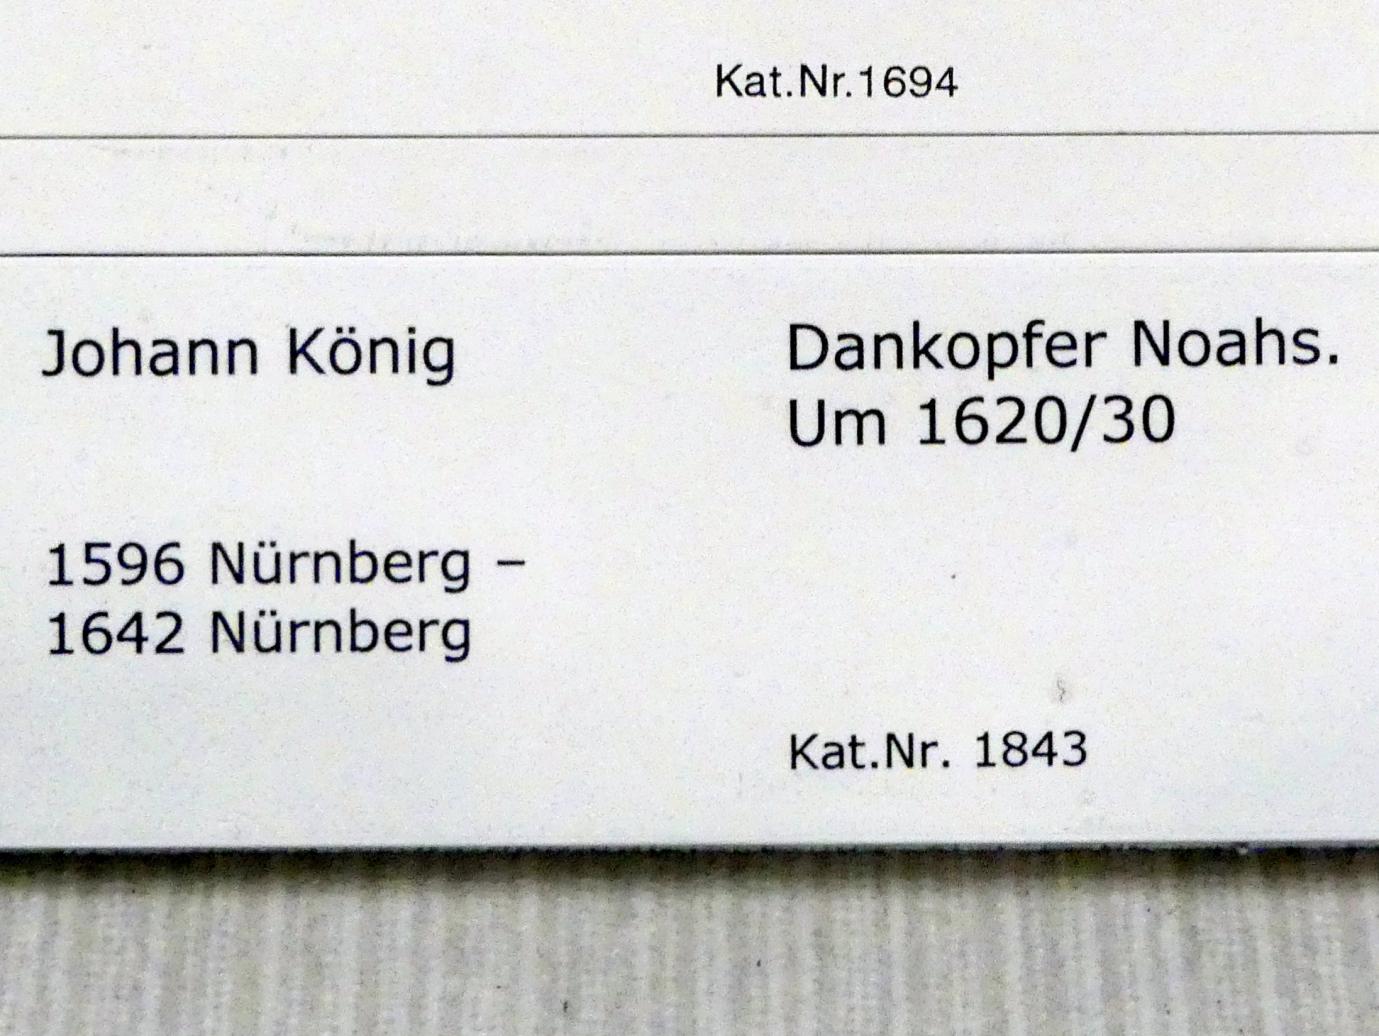 Kat.Nr.1694
Johann König
1596 Nürnberg –
1642 Nürnberg
Dankopfer Noahs.
Um 1620/30
Kat.Nr. 1843